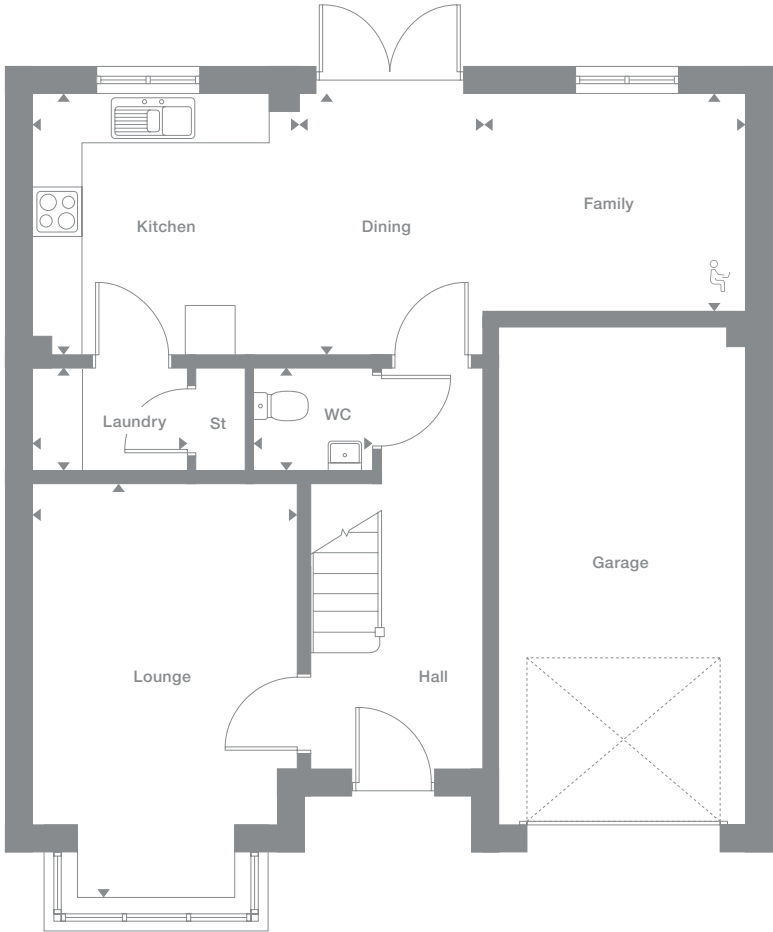 Kitchen
Dining
Family
Laundry
St
WC
Garage
Lounge
Hall